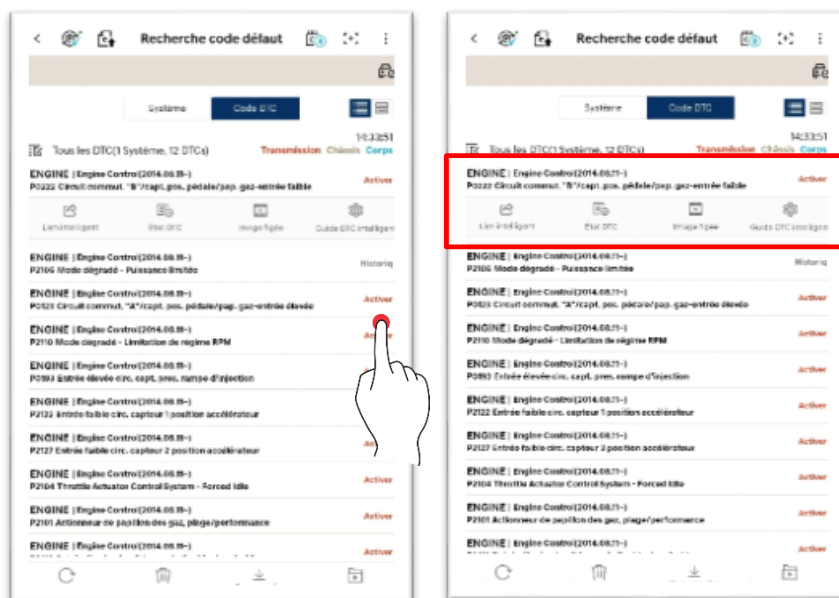 Recherche code défaut
Système Code DTC
14:33:51
Tous les DTC(1 Système, 12 DTCs) Transmission Châssis Corps
ENGINE | Engine Control(2014.08.11~)
P0222 Circuit commut. "B"/capt. pos. pédale/pap. gaz-entrée faible Activer
Lien intelligent État DTC Image figée Guide DTC intelligen
ENGINE | Engine Control(2014.08.11~)
P2106 Mode dégradé - Puissance limitée Historiq
ENGINE | Engine Control(2014.08.11~)
P0123 Circuit commut. "A"/capt. pos. pédale/pap. gaz-entrée élevée Activer
ENGINE | Engine Control(2014.08.11~)
P2110 Mode dégradé - Limitation de régime RPM
ENGINE | Engine Control(2014.08.11~)
P0193 Entrée élevée circ. capt. pres. rampe d'injection
ENGINE | Engine Control(2014.08.11~)
P2122 Entrée faible circ. capteur 1 position accélérateur
ENGINE | Engine Control(2014.08.11~)
P2127 Entrée faible circ. capteur 2 position accélérateur
ENGINE | Engine Control(2014.08.11~)
P2104 Throttle Actuator Control System - Forced Idle Activer
ENGINE | Engine Control(2014.08.11~)
P2101 Actionneur de papillon des gaz, plage/performance Activer
ENGINE | Engine Control(2014.08.11~)
Activer
Recherche code défaut
Système Code DTC
14:33:51
Tous les DTC(1 Système, 12 DTCs) Transmission Châssis Corps
ENGINE | Engine Control(2014.08.11~)
P0222 Circuit commut. "B"/capt. pos. pédale/pap. gaz-entrée faible Activer
Lien intelligent État DTC Image figée Guide DTC intelligen
ENGINE | Engine Control(2014.08.11~)
P2106 Mode dégradé - Puissance limitée Historiq
ENGINE | Engine Control(2014.08.11~)
P0123 Circuit commut. "A"/capt. pos. pédale/pap. gaz-entrée élevée Activer
ENGINE | Engine Control(2014.08.11~)
P2110 Mode dégradé - Limitation de régime RPM Activer
ENGINE | Engine Control(2014.08.11~)
P0193 Entrée élevée circ. capt. pres. rampe d'injection Activer
ENGINE | Engine Control(2014.08.11~)
P2122 Entrée faible circ. capteur 1 position accélérateur Activer
ENGINE | Engine Control(2014.08.11~)
P2127 Entrée faible circ. capteur 2 position accélérateur Activer
ENGINE | Engine Control(2014.08.11~)
P2104 Throttle Actuator Control System - Forced Idle Activer
ENGINE | Engine Control(2014.08.11~)
P2101 Actionneur de papillon des gaz, plage/performance Activer
ENGINE | Engine Control(2014.08.11~)
Activer